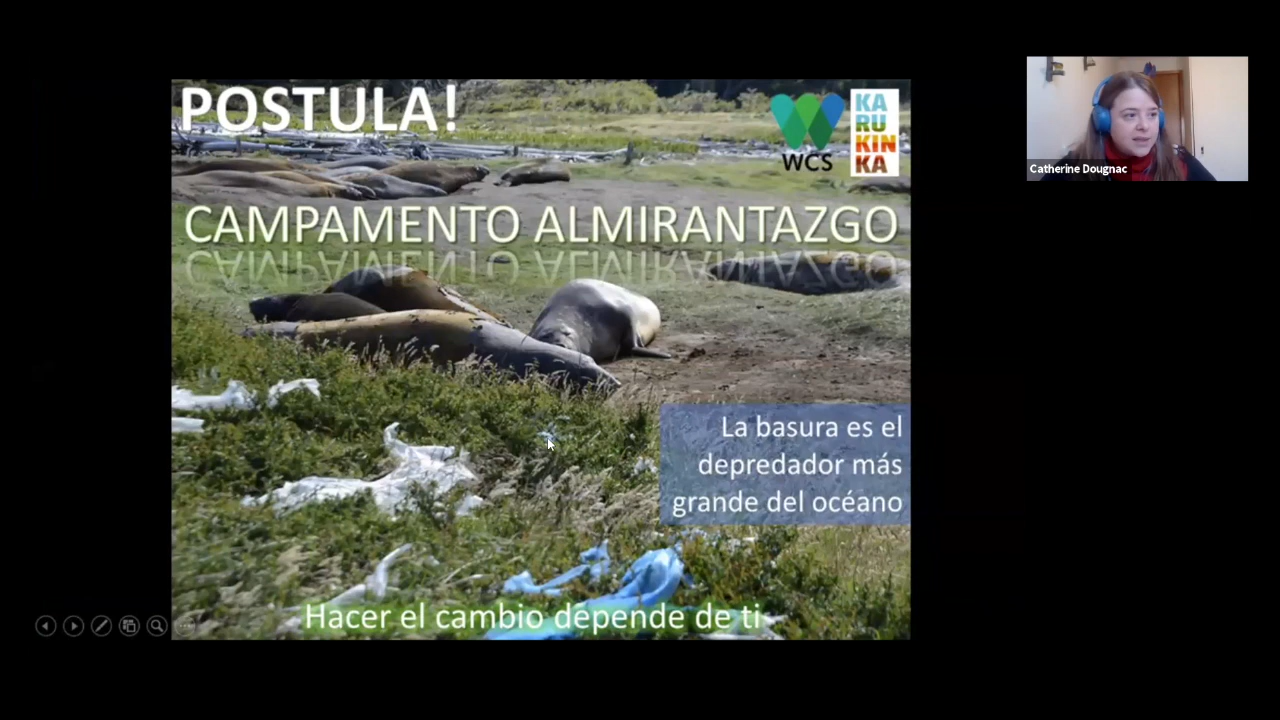 POSTULA!
WCS
KA
RU
KIN
KA
CAMPAMENTO ALMIRANTAZGO
La basura es el
depredador más
grande del océano
Hacer el cambio depende de ti
Catherine Dougnac